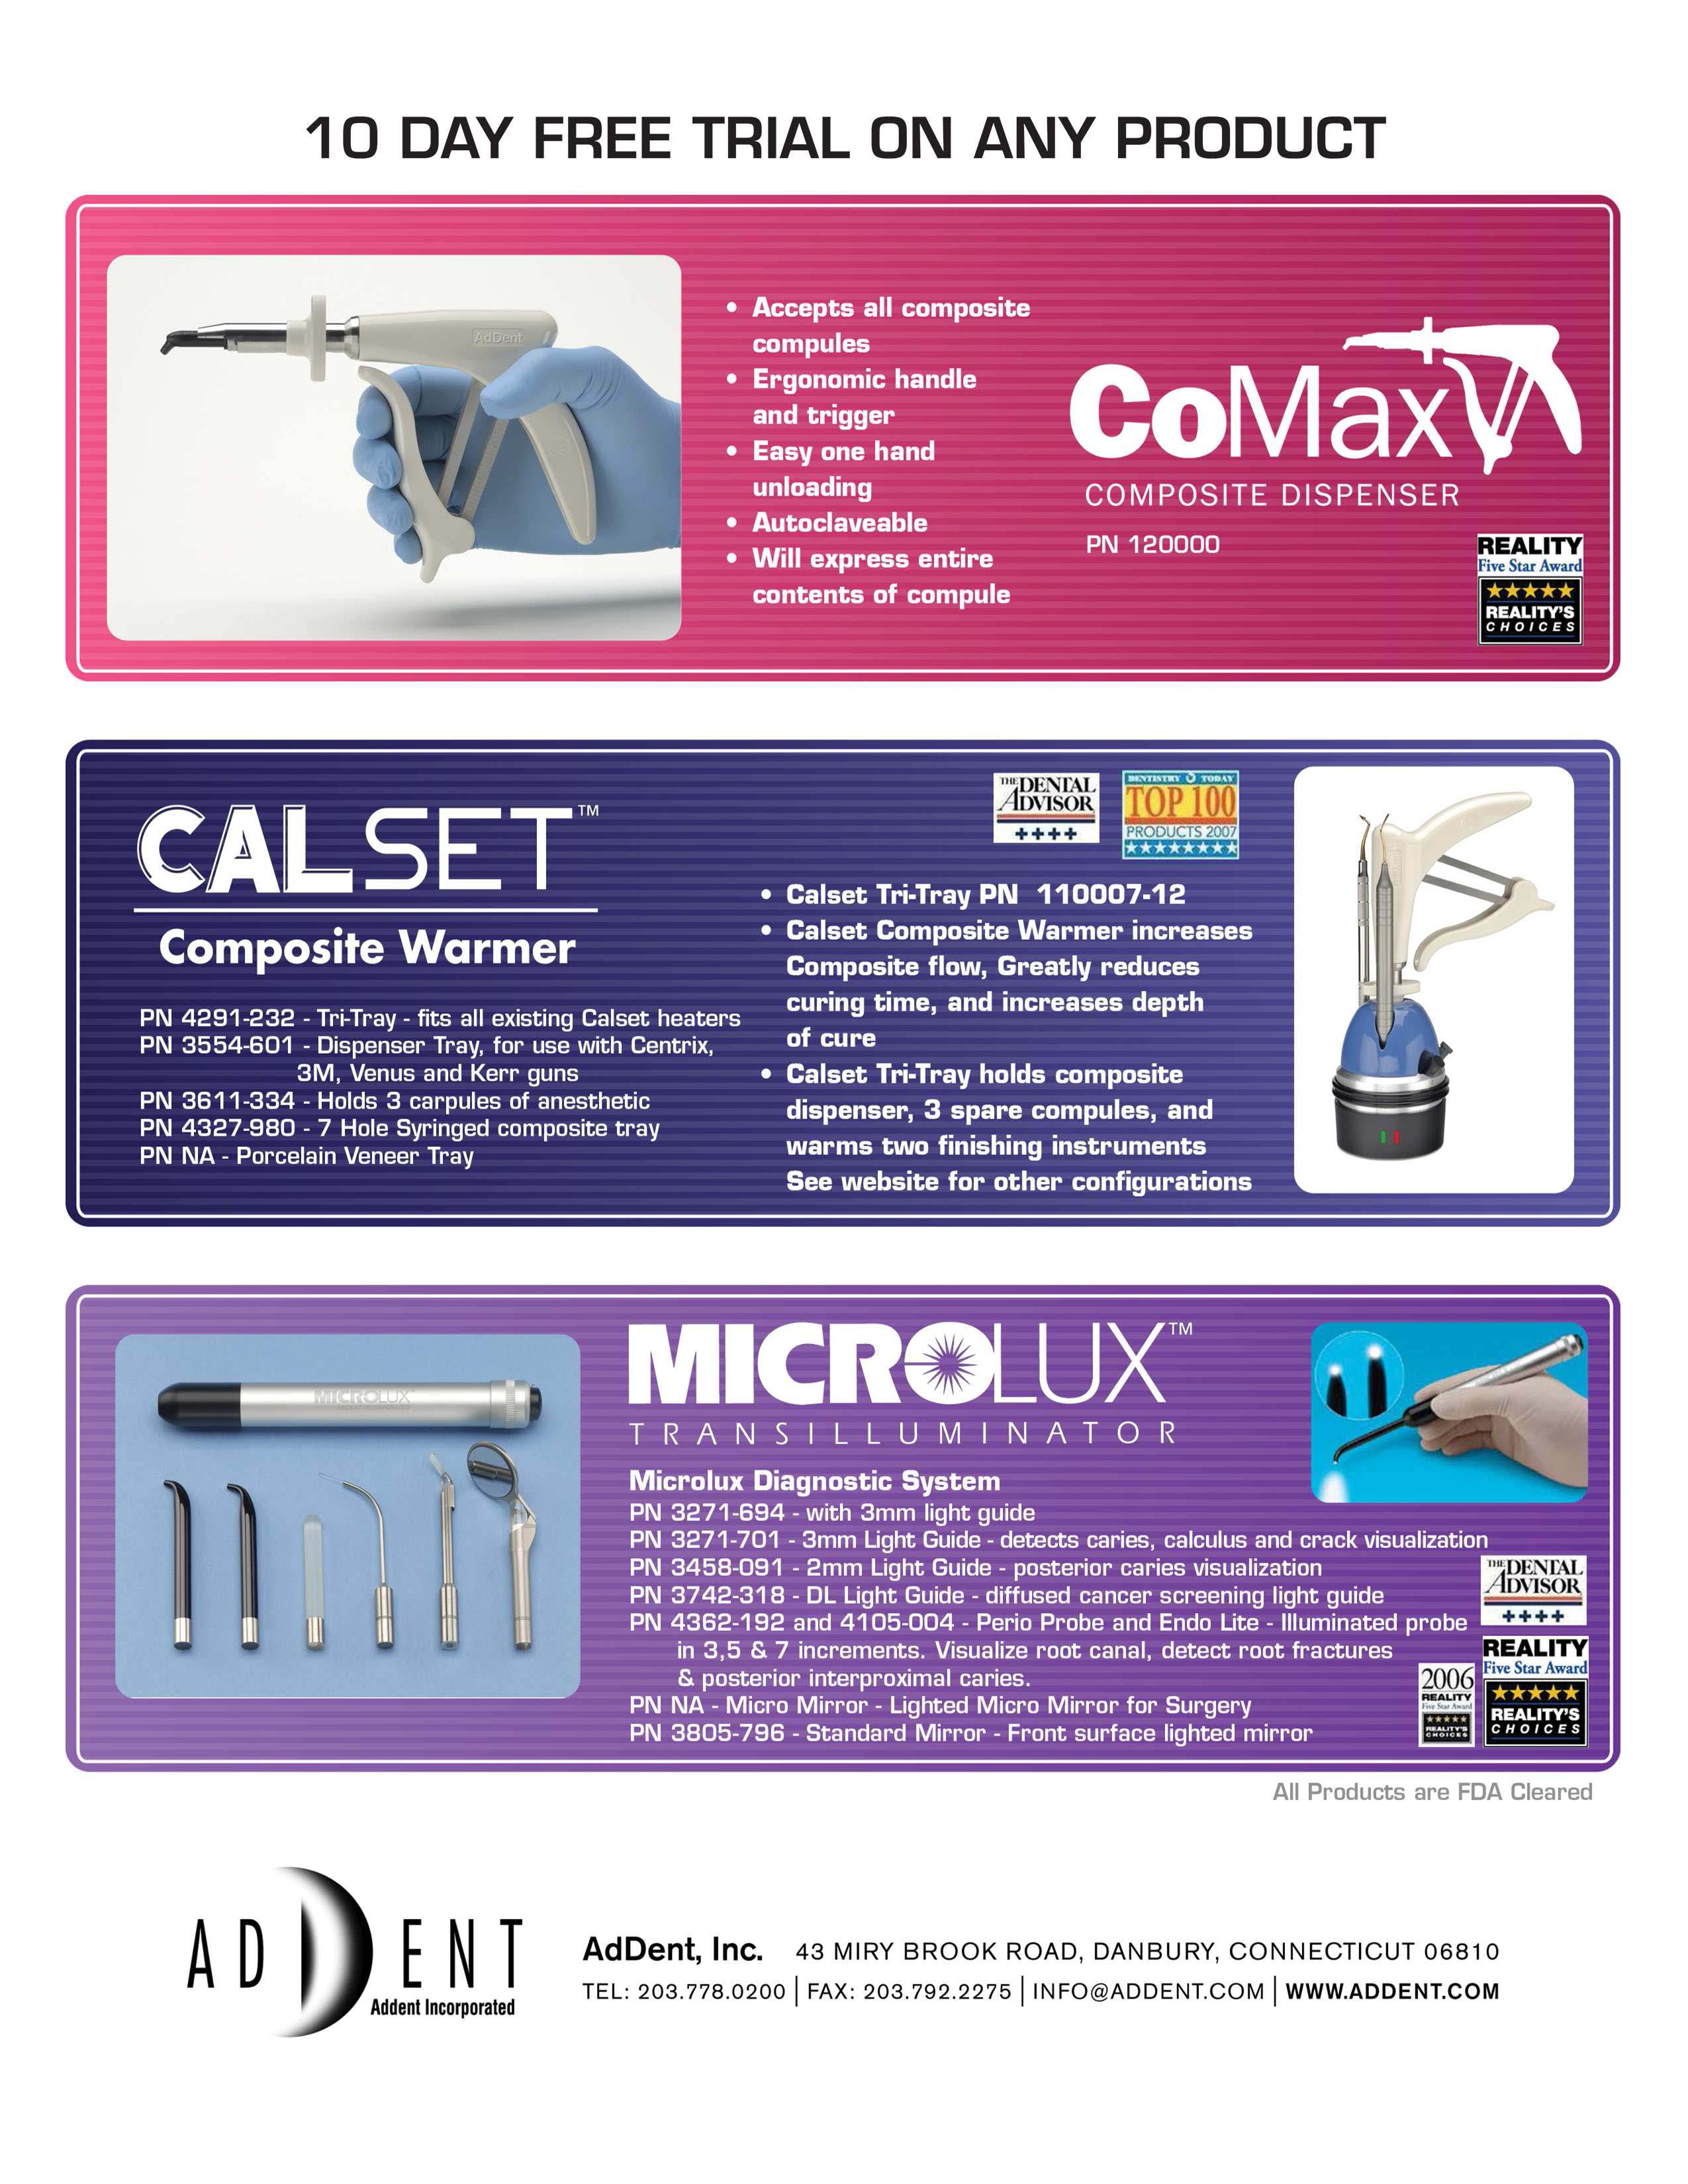 10 DAY FREE TRIAL ON ANY PRODUCT
AdDent
• Accepts all composite
compules
• Ergonomic handle
and trigger
• Easy one hand
unloading
• Autoclaveable
• Will express entire
contents of compule
CoMax
COMPOSITE DISPENSER
PN 120000
REALITY
Five Star Award
REALITY'S
CHOICES
CALSET™
Composite Warmer
PN 4291-232 - Tri-Tray - fits all existing Calset heaters
PN 3554-601 - Dispenser Tray, for use with Centrix,
3M, Venus and Kerr guns
PN 3611-334 - Holds 3 carpules of anesthetic
PN 4327-980 - 7 Hole Syringed composite tray
PN NA - Porcelain Veneer Tray
THE DENTAL
ADVISOR
++++
DENTISTRY TODAY
TOP 100
PRODUCTS 2007
• Calset Tri-Tray PN 110007-12
• Calset Composite Warmer increases
Composite flow, Greatly reduces
curing time, and increases depth
of cure
• Calset Tri-Tray holds composite
dispenser, 3 spare compules, and
warms two finishing instruments
See website for other configurations
MICROLUX
MICROLUX™
TRANSILLUMINATOR
Microlux Diagnostic System
PN 3271-694 - with 3mm light guide
PN 3271-701 - 3mm Light Guide - detects caries, calculus and crack visualization
PN 3458-091 - 2mm Light Guide - posterior caries visualization
PN 3742-318 - DL Light Guide - diffused cancer screening light guide
PN 4362-192 and 4105-004 - Perio Probe and Endo Lite - Illuminated probe
in 3,5 & 7 increments. Visualize root canal, detect root fractures
& posterior interproximal caries.
PN NA - Micro Mirror - Lighted Micro Mirror for Surgery
PN 3805-796 - Standard Mirror - Front surface lighted mirror
THE DENTAL
ADVISOR
++++
REALITY
Five Star Award
REALITY'S
CHOICES
2006
REALITY
Five Star Award
REALITY'S
CHOICES
All Products are FDA Cleared
ADDENT
Addent Incorporated
AdDent, Inc. 43 MIRY BROOK ROAD, DANBURY, CONNECTICUT 06810
TEL: 203.778.0200 | FAX: 203.792.2275 | INFO@ADDENT.COM | WWW.ADDENT.COM